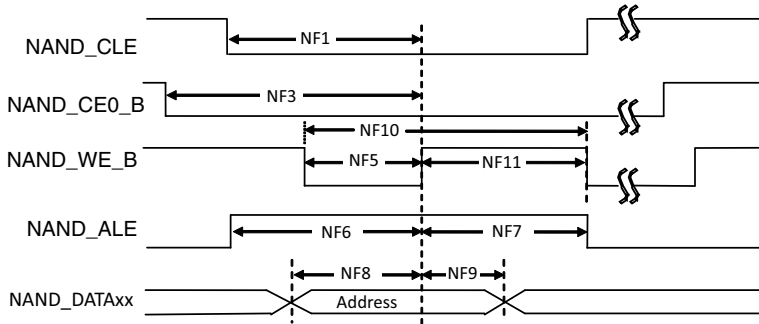 NAND_CLE
NF1
NAND_CE0_B
NF3
NF10
NAND_WE_B
NF5
NF11
NAND_ALE
NF6
NF7
NF8
NF9
NAND_DATAxx
Address